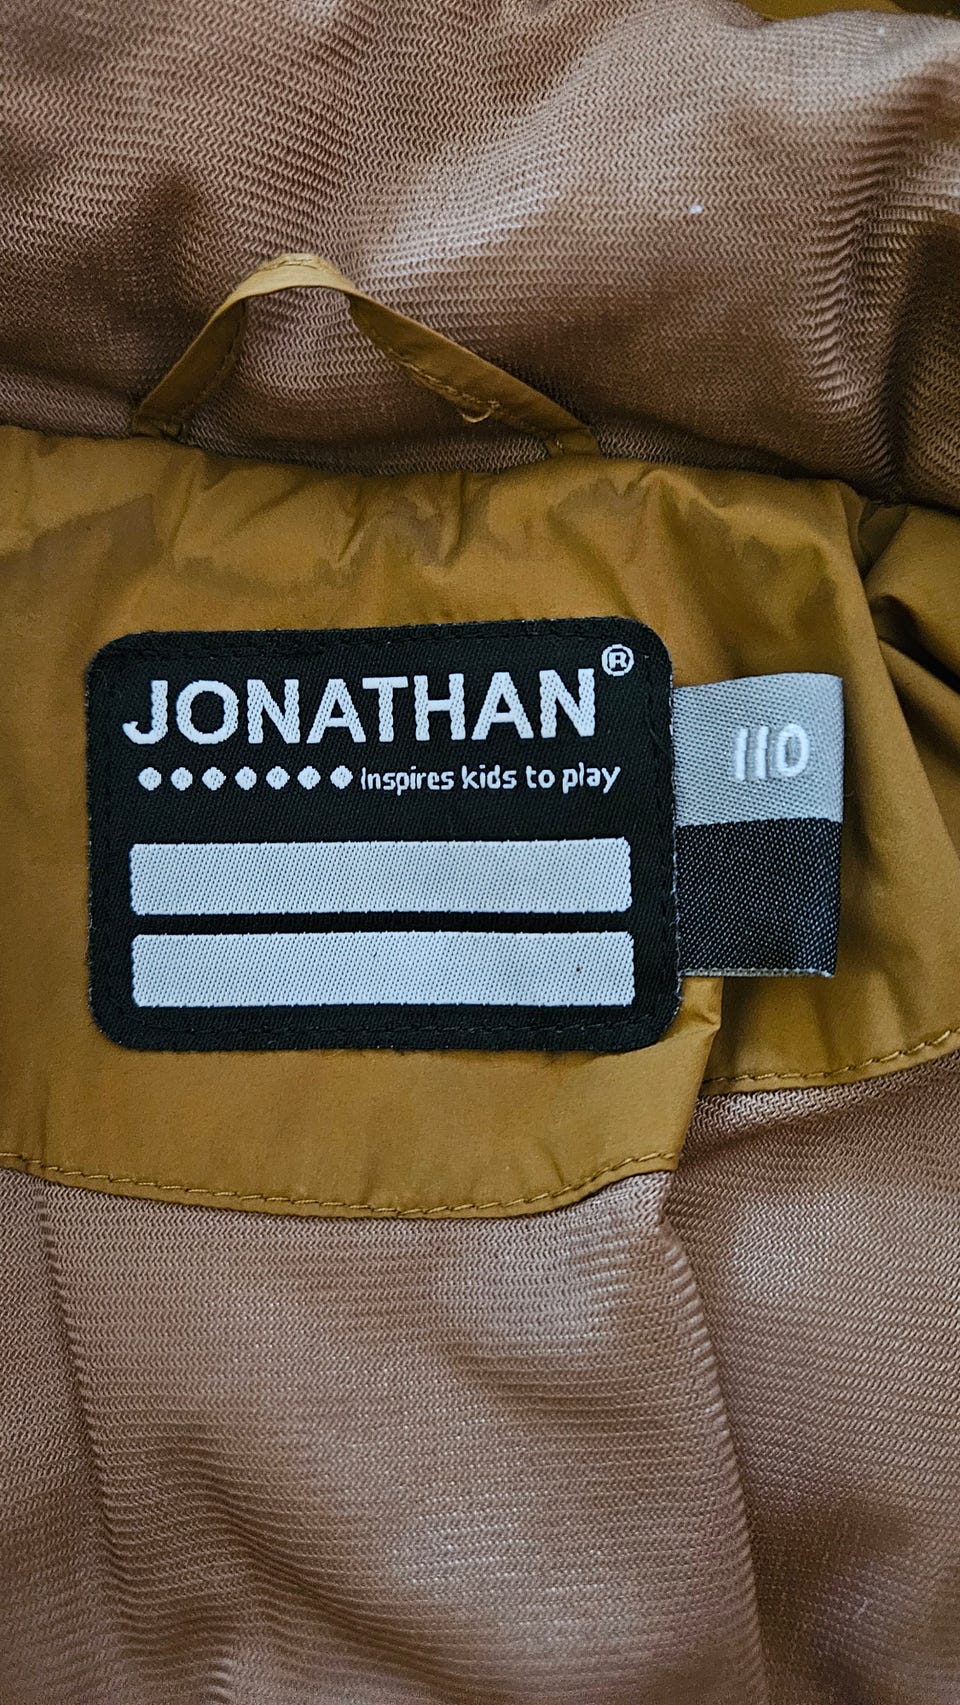 JONATHAN®
Inspires kids to play
110